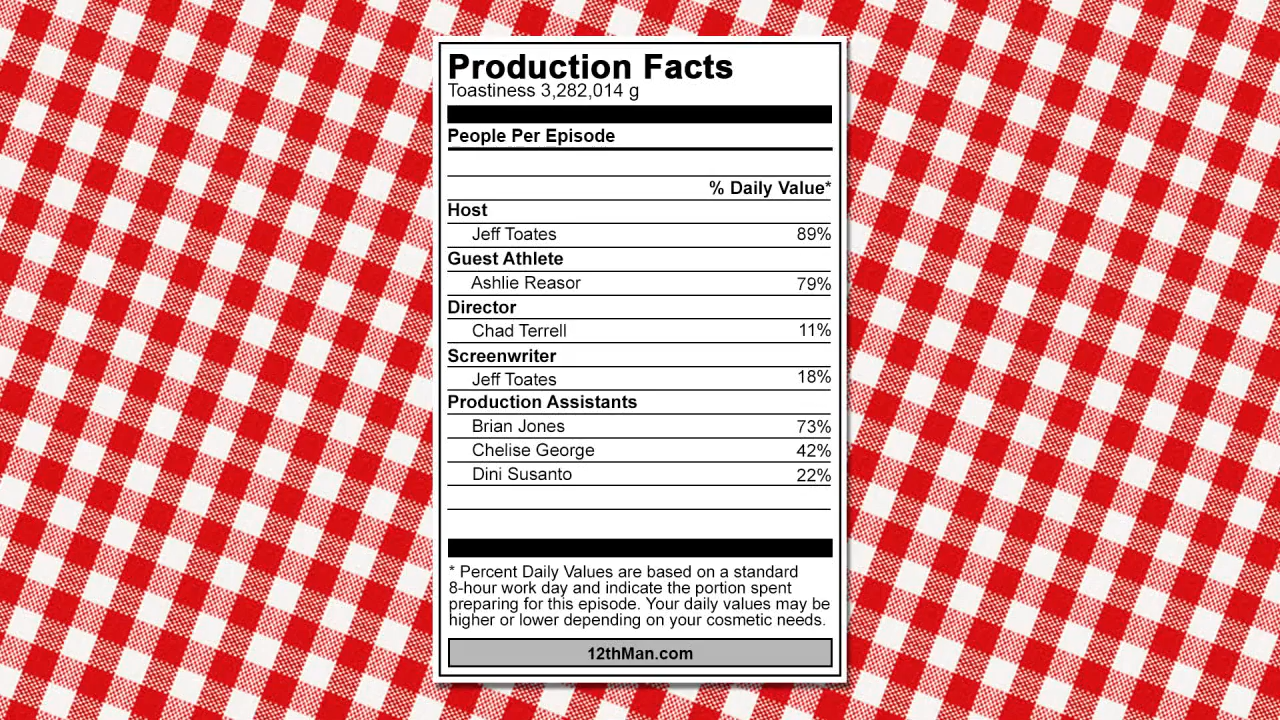 Production Facts
Toastiness 3,282,014 g
People Per Episode
% Daily Value*
Host
Jeff Toates 89%
Guest Athlete
Ashlie Reasor 79%
Director
Chad Terrell 11%
Screenwriter
Jeff Toates 18%
Production Assistants
Brian Jones 73%
Chelise George 42%
Dini Susanto 22%
* Percent Daily Values are based on a standard
8-hour work day and indicate the portion spent
preparing for this episode. Your daily values may be
higher or lower depending on your cosmetic needs.
12thMan.com